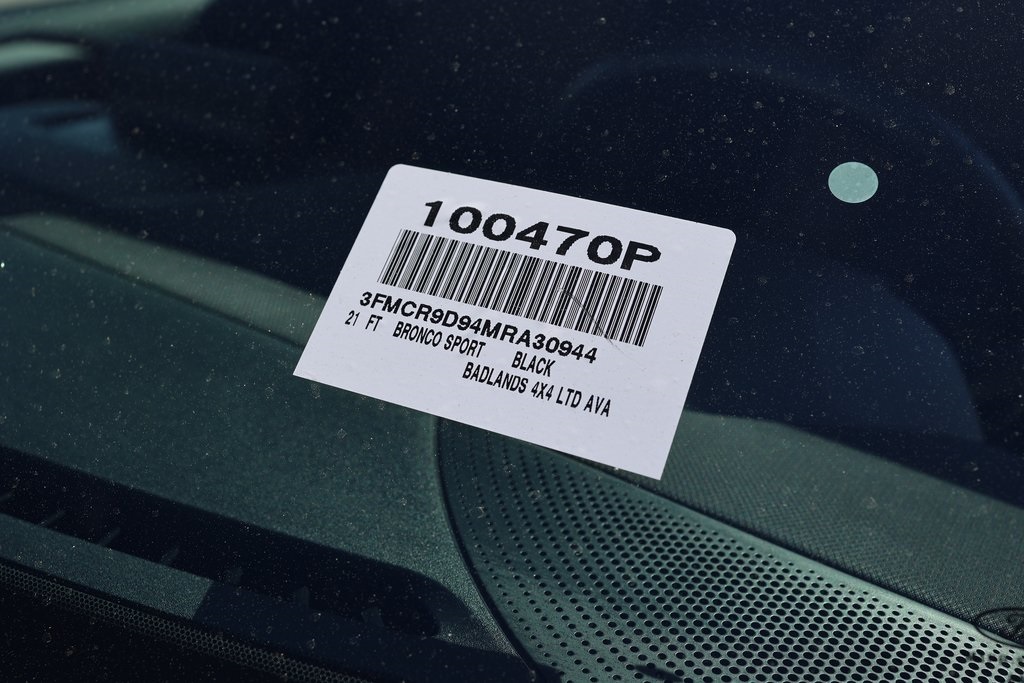 100470P
3FMCR9D94MRA30944
21 FT BRONCO SPORT BLACK
BADLANDS 4X4 LTD AVA